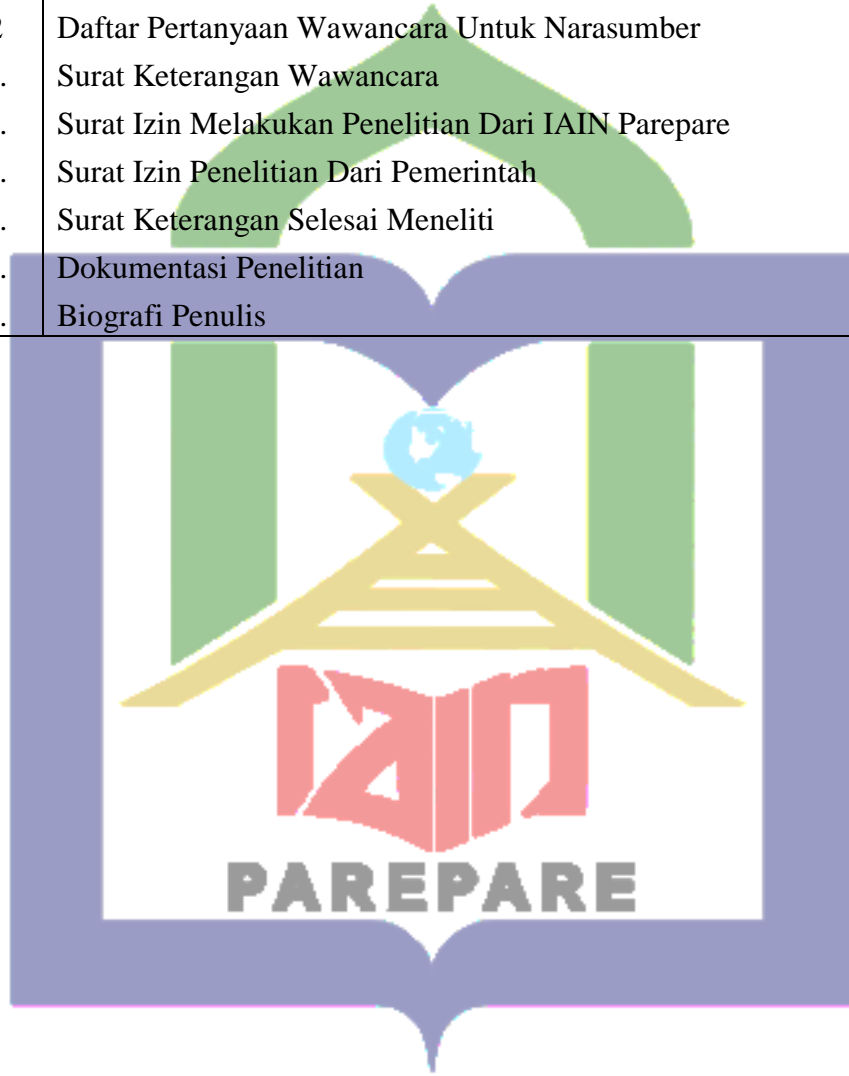 2 Daftar Pertanyaan Wawancara Untuk Narasumber
. Surat Keterangan Wawancara
. Surat Izin Melakukan Penelitian Dari IAIN Parepare
. Surat Izin Penelitian Dari Pemerintah
. Surat Keterangan Selesai Meneliti
. Dokumentasi Penelitian
. Biografi Penulis
IAIN
PAREPARE